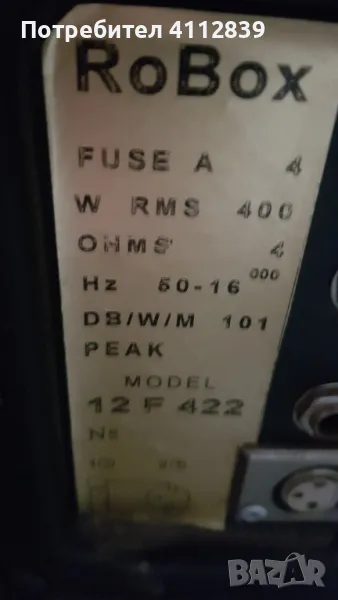 Потребител 4112839
RoBox
FUSE A 4
W RMS 400
OHMS 4
Hz 50-16 000
DB/W/M 101
PEAK
MODEL
12 F 422
BAZAR